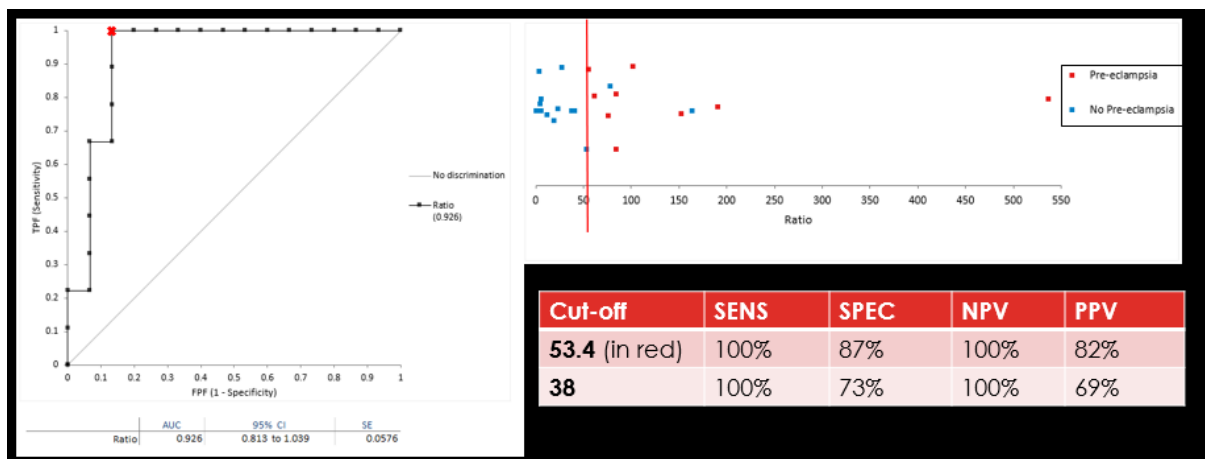 1
0.9
0.8
0.7
0.6
0.5
0.4
0.3
0.2
0.1
0
TPF (Sensitivity)
0 0.1 0.2 0.3 0.4 0.5 0.6 0.7 0.8 0.9 1
FPF (1 - Specificity)
No discrimination
Ratio
(0.926)
AUC 95% CI SE
Ratio 0.926 0.813 to 1.039 0.0576
Pre-eclampsia
No Pre-eclampsia
0 50 100 150 200 250 300 350 400 450 500 550
Ratio
Cut-off SENS SPEC NPV PPV
53.4 (in red) 100% 87% 100% 82%
38 100% 73% 100% 69%